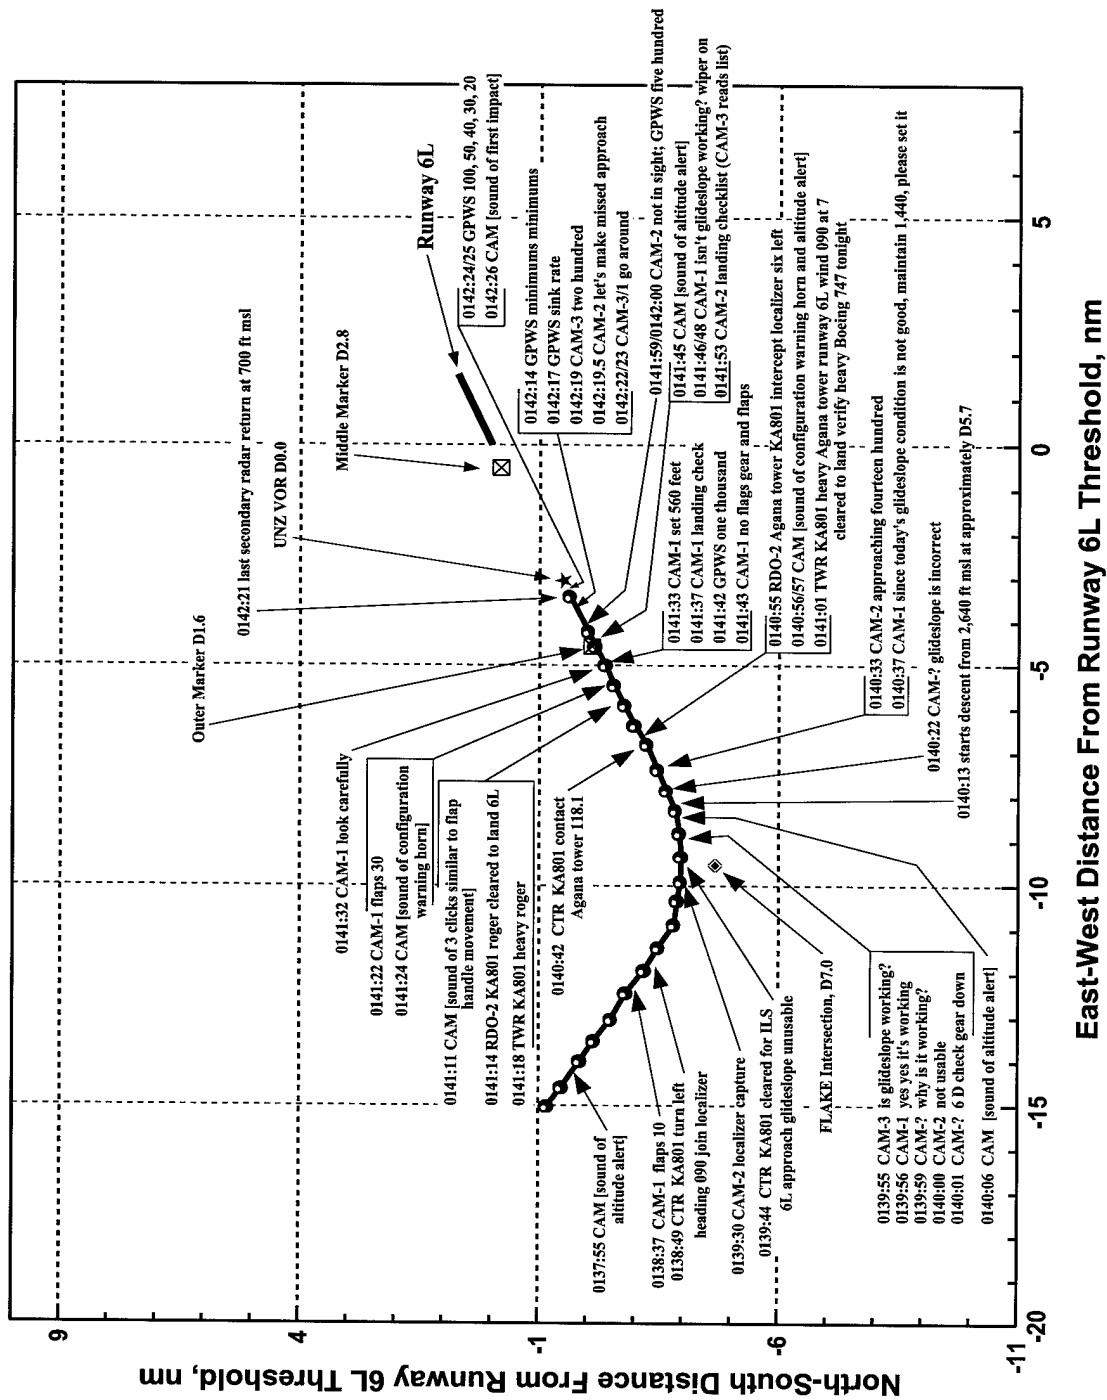 Runway 6L
0142:24/25 GPWS 100, 50, 40, 30, 20
0142:26 CAM [sound of first impact]
0142:14 GPWS minimums minimums
0142:17 GPWS sink rate
0142:19 CAM-3 two hundred
0142:19.5 CAM-2 let's make missed approach
0142:22/23 CAM-3/1 go around
0141:59/0142:00 CAM-2 not in sight; GPWS five hundred
0141:45 CAM [sound of altitude alert]
0141:46/48 CAM-1 isn't glideslope working? wiper on
0141:53 CAM-2 landing checklist (CAM-3 reads list)
0141:33 CAM-1 set 560 feet
0141:37 CAM-1 landing check
0141:42 GPWS one thousand
0141:43 CAM-1 no flags gear and flaps
0140:55 RDO-2 Agana tower KA801 intercept localizer six left
0140:56/57 CAM [sound of configuration warning horn and altitude alert]
0141:01 TWR KA801 heavy Agana tower runway 6L wind 090 at 7
cleared to land verify heavy Boeing 747 tonight
0140:33 CAM-2 approaching fourteen hundred
0140:37 CAM-1 since today's glideslope condition is not good, maintain 1,440, please set it
0140:22 CAM-? glideslope is incorrect
0140:13 starts descent from 2,640 ft msl at approximately D5.7
Middle Marker D2.8
UNZ VOR D0.0
0142:21 last secondary radar return at 700 ft msl
Outer Marker D1.6
0141:32 CAM-1 look carefully
0141:22 CAM-1 flaps 30
0141:24 CAM [sound of configuration
warning horn]
0141:11 CAM [sound of 3 clicks similar to flap
handle movement]
0141:14 RDO-2 KA801 roger cleared to land 6L
0141:18 TWR KA801 heavy roger
0140:42 CTR KA801 contact
Agana tower 118.1
0137:55 CAM [sound of
altitude alert]
0138:37 CAM-1 flaps 10
0138:49 CTR KA801 turn left
heading 090 join localizer
0139:30 CAM-2 localizer capture
0139:44 CTR KA801 cleared for ILS
6L approach glideslope unusable
FLAKE Intersection, D7.0
0139:55 CAM-3 is glideslope working?
0139:56 CAM-1 yes yes it's working
0139:59 CAM-? why is it working?
0140:00 CAM-2 not usable
0140:01 CAM-? 6 D check gear down
0140:06 CAM [sound of altitude alert]
9
4
-1
-6
-11
North-South Distance From Runway 6L Threshold, nm
-20
-15
-10
-5
0
5
East-West Distance From Runway 6L Threshold, nm